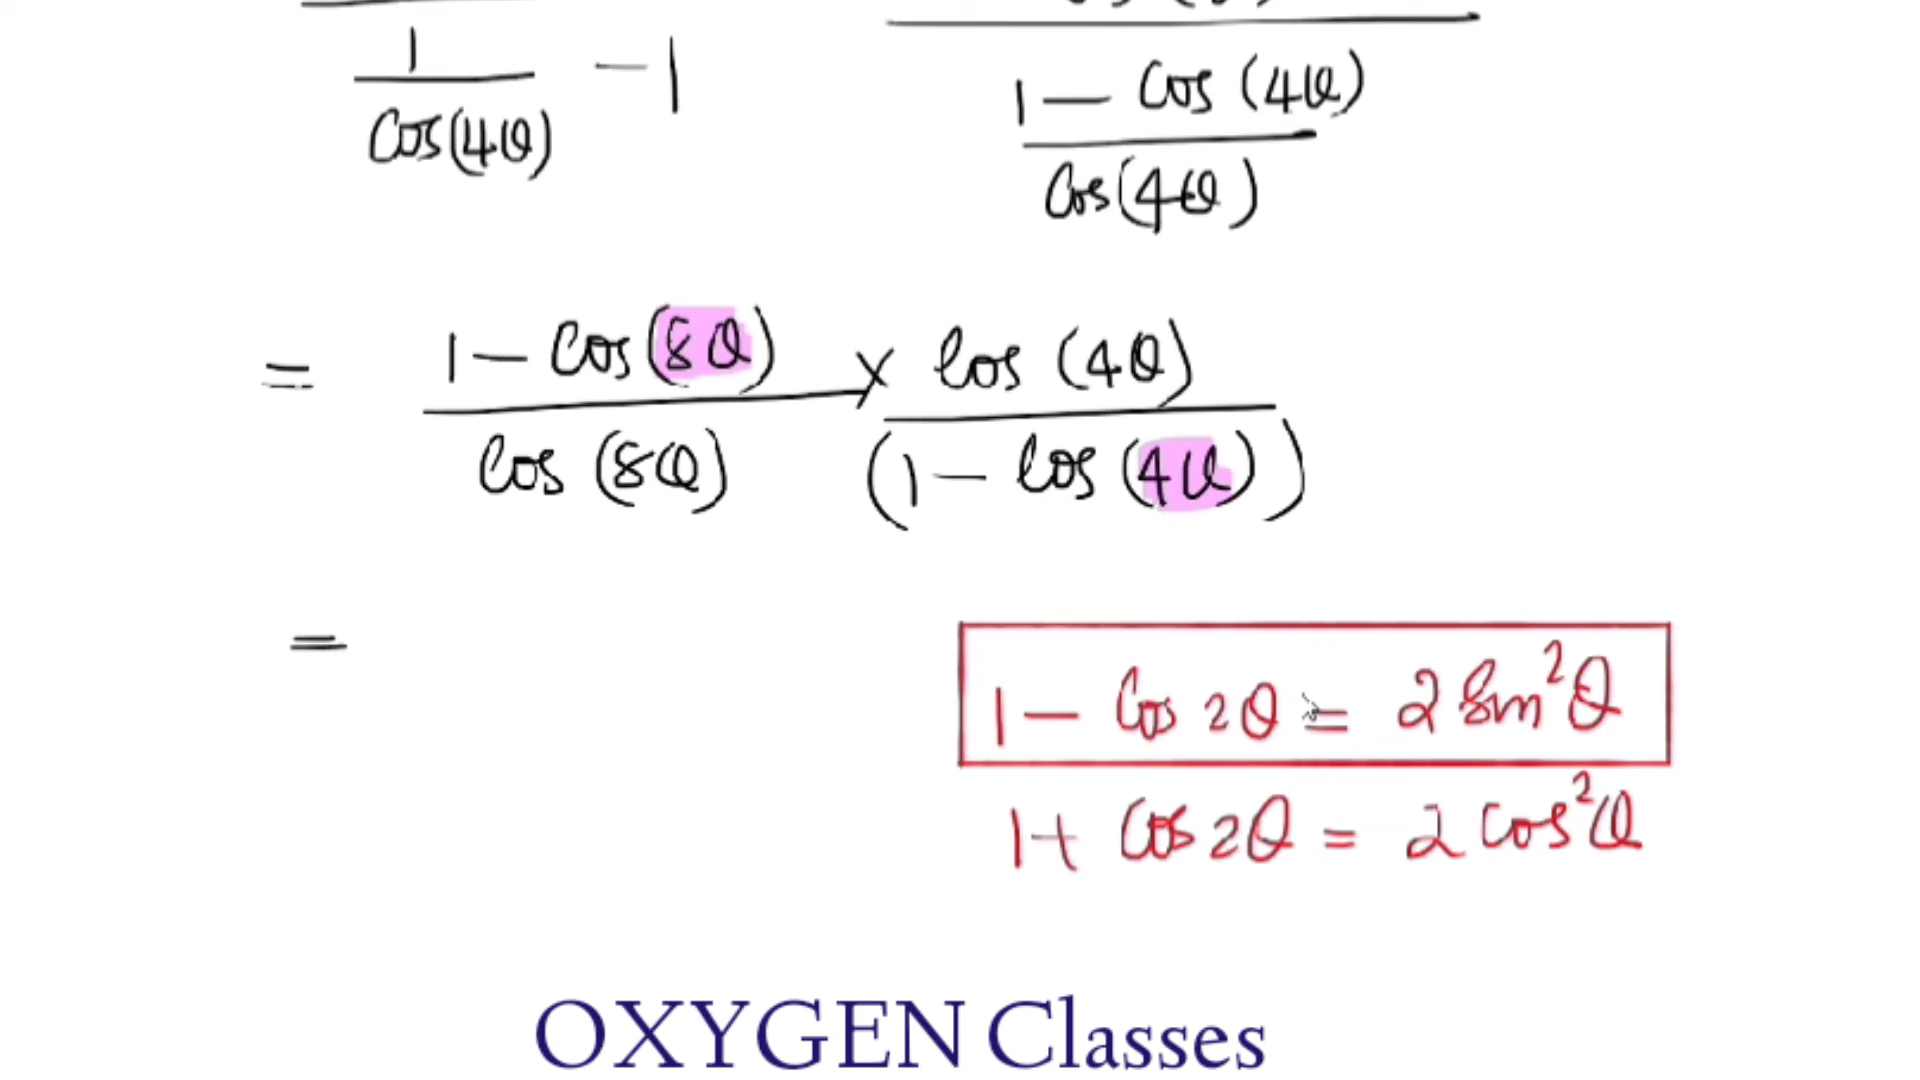 1/cos(4θ) - 1    (1 - cos(4θ))/cos(4θ)
= (1 - cos(8θ))/cos(8θ) × cos(4θ)/(1 - cos(4θ))
=
1 - cos 2θ = 2 sin²θ
1 + cos 2θ = 2 cos²θ
OXYGEN Classes